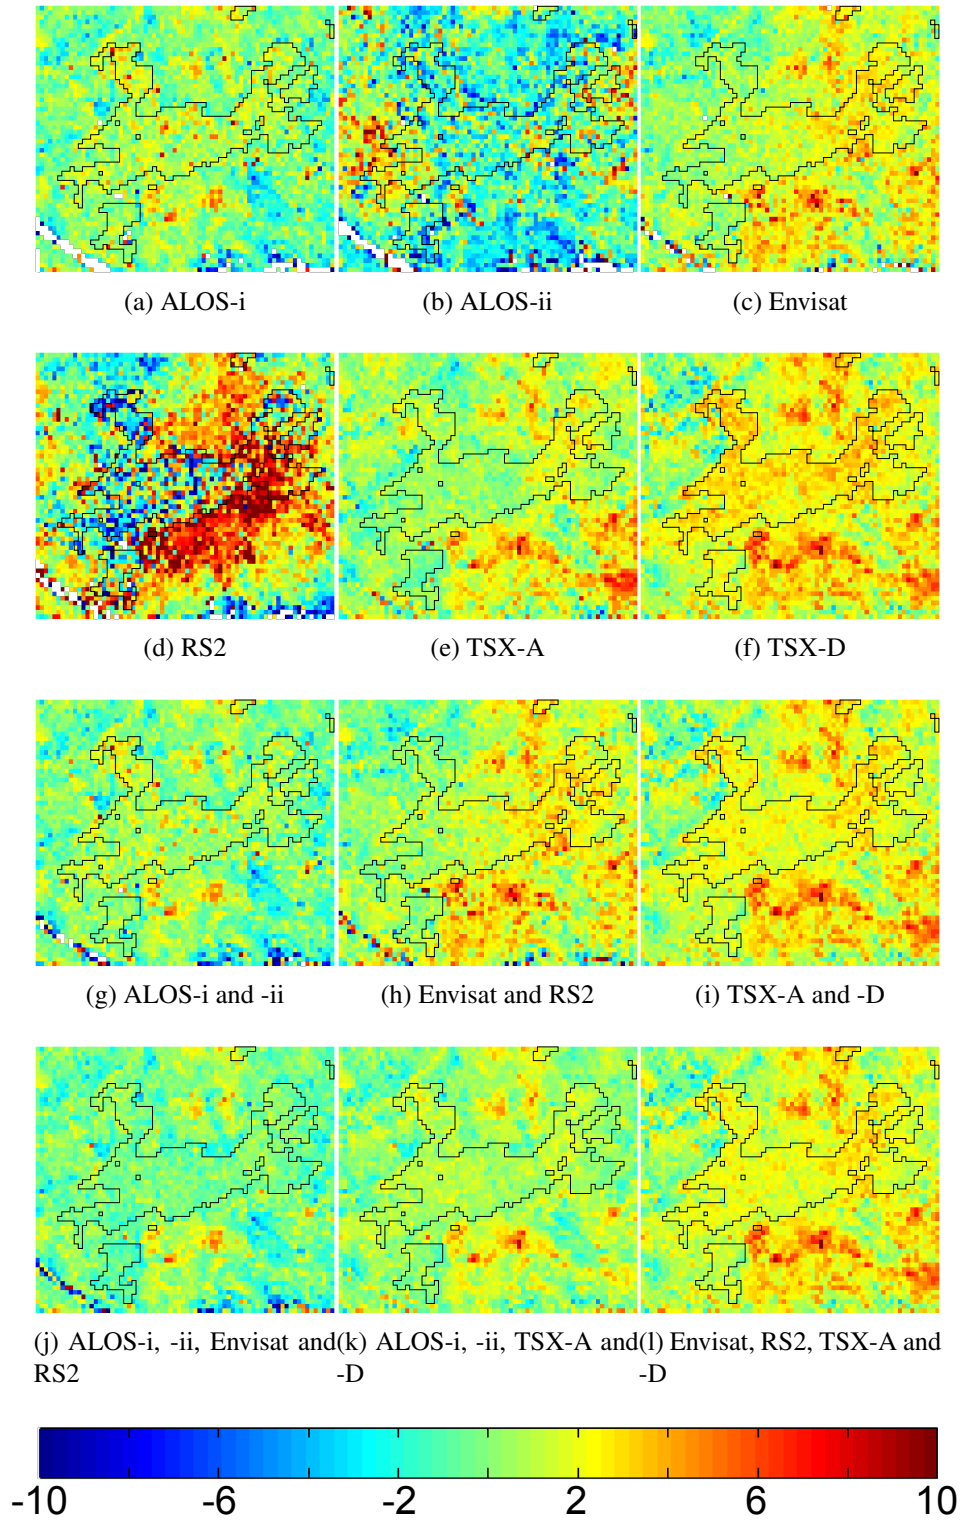 (a) ALOS-i
(b) ALOS-ii
(c) Envisat
(d) RS2
(e) TSX-A
(f) TSX-D
(g) ALOS-i and -ii
(h) Envisat and RS2
(i) TSX-A and -D
(j) ALOS-i, -ii, Envisat and
RS2
(k) ALOS-i, -ii, TSX-A and
-D
(l) Envisat, RS2, TSX-A and
-D
-10 -6 -2 2 6 10